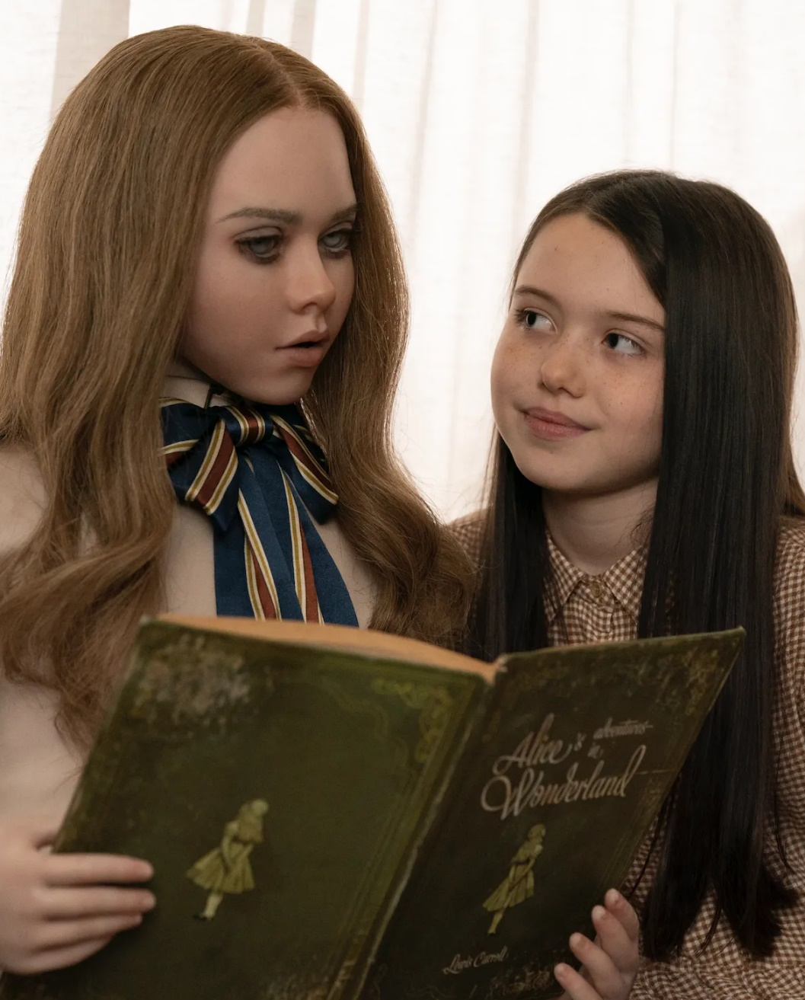 Alice's adventures
in
Wonderland
Lewis Carroll